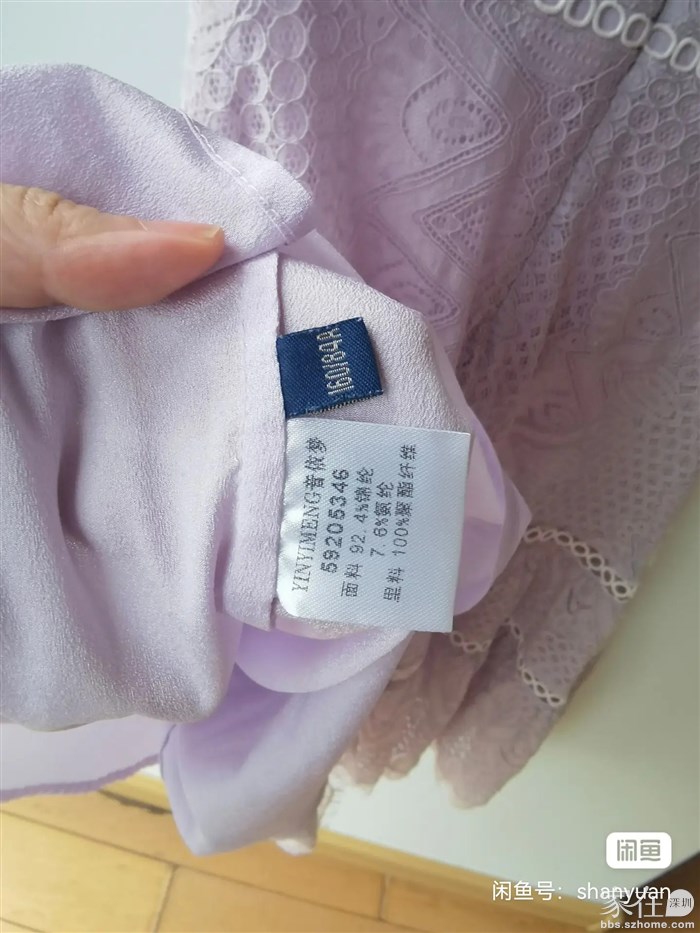 160/84A
YINYIMENG音依梦
59205346
面料 92.4%锦纶
7.6%氨纶
里料 100%聚酯纤维
闲鱼
闲鱼号：shanyuan
家在
深圳
bbs.szhome.com